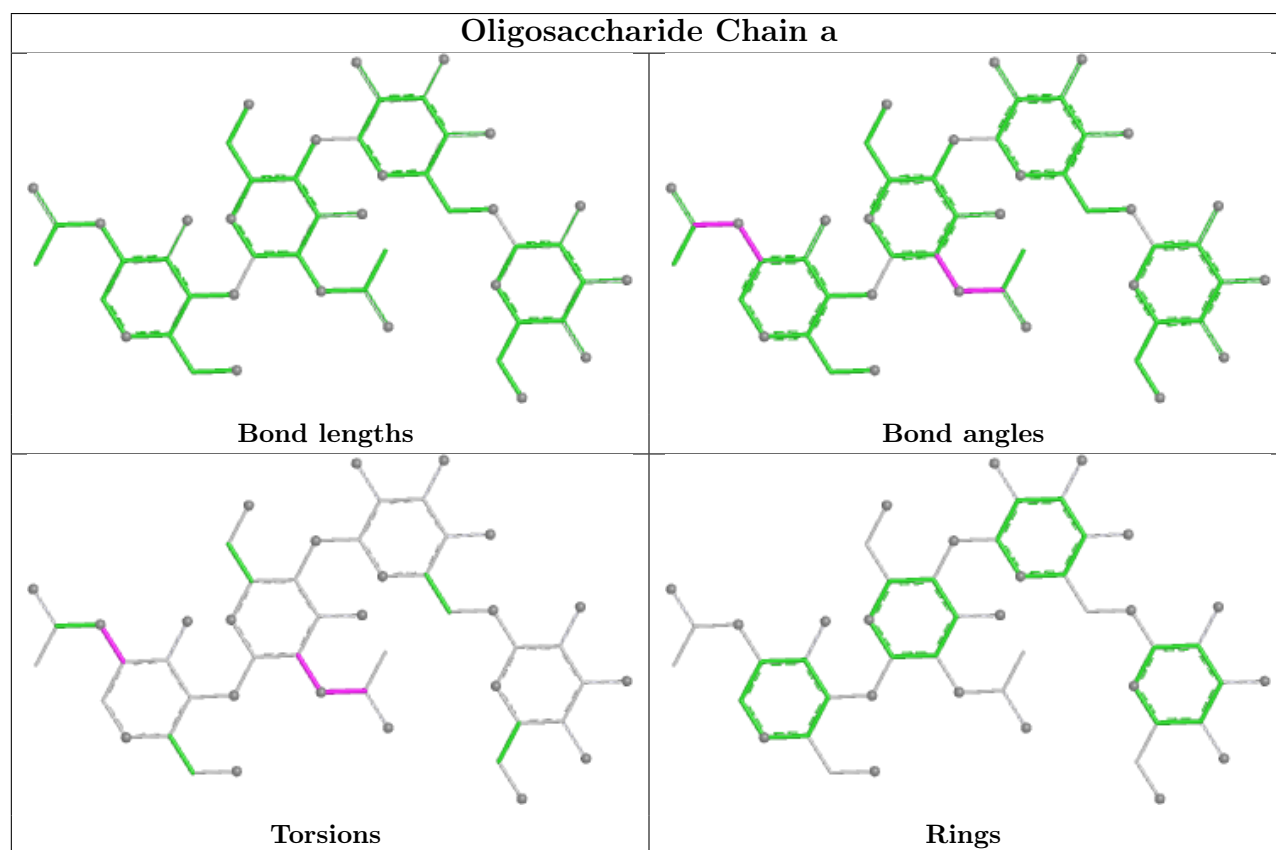 Oligosaccharide Chain a
Bond lengths
Bond angles
Torsions
Rings